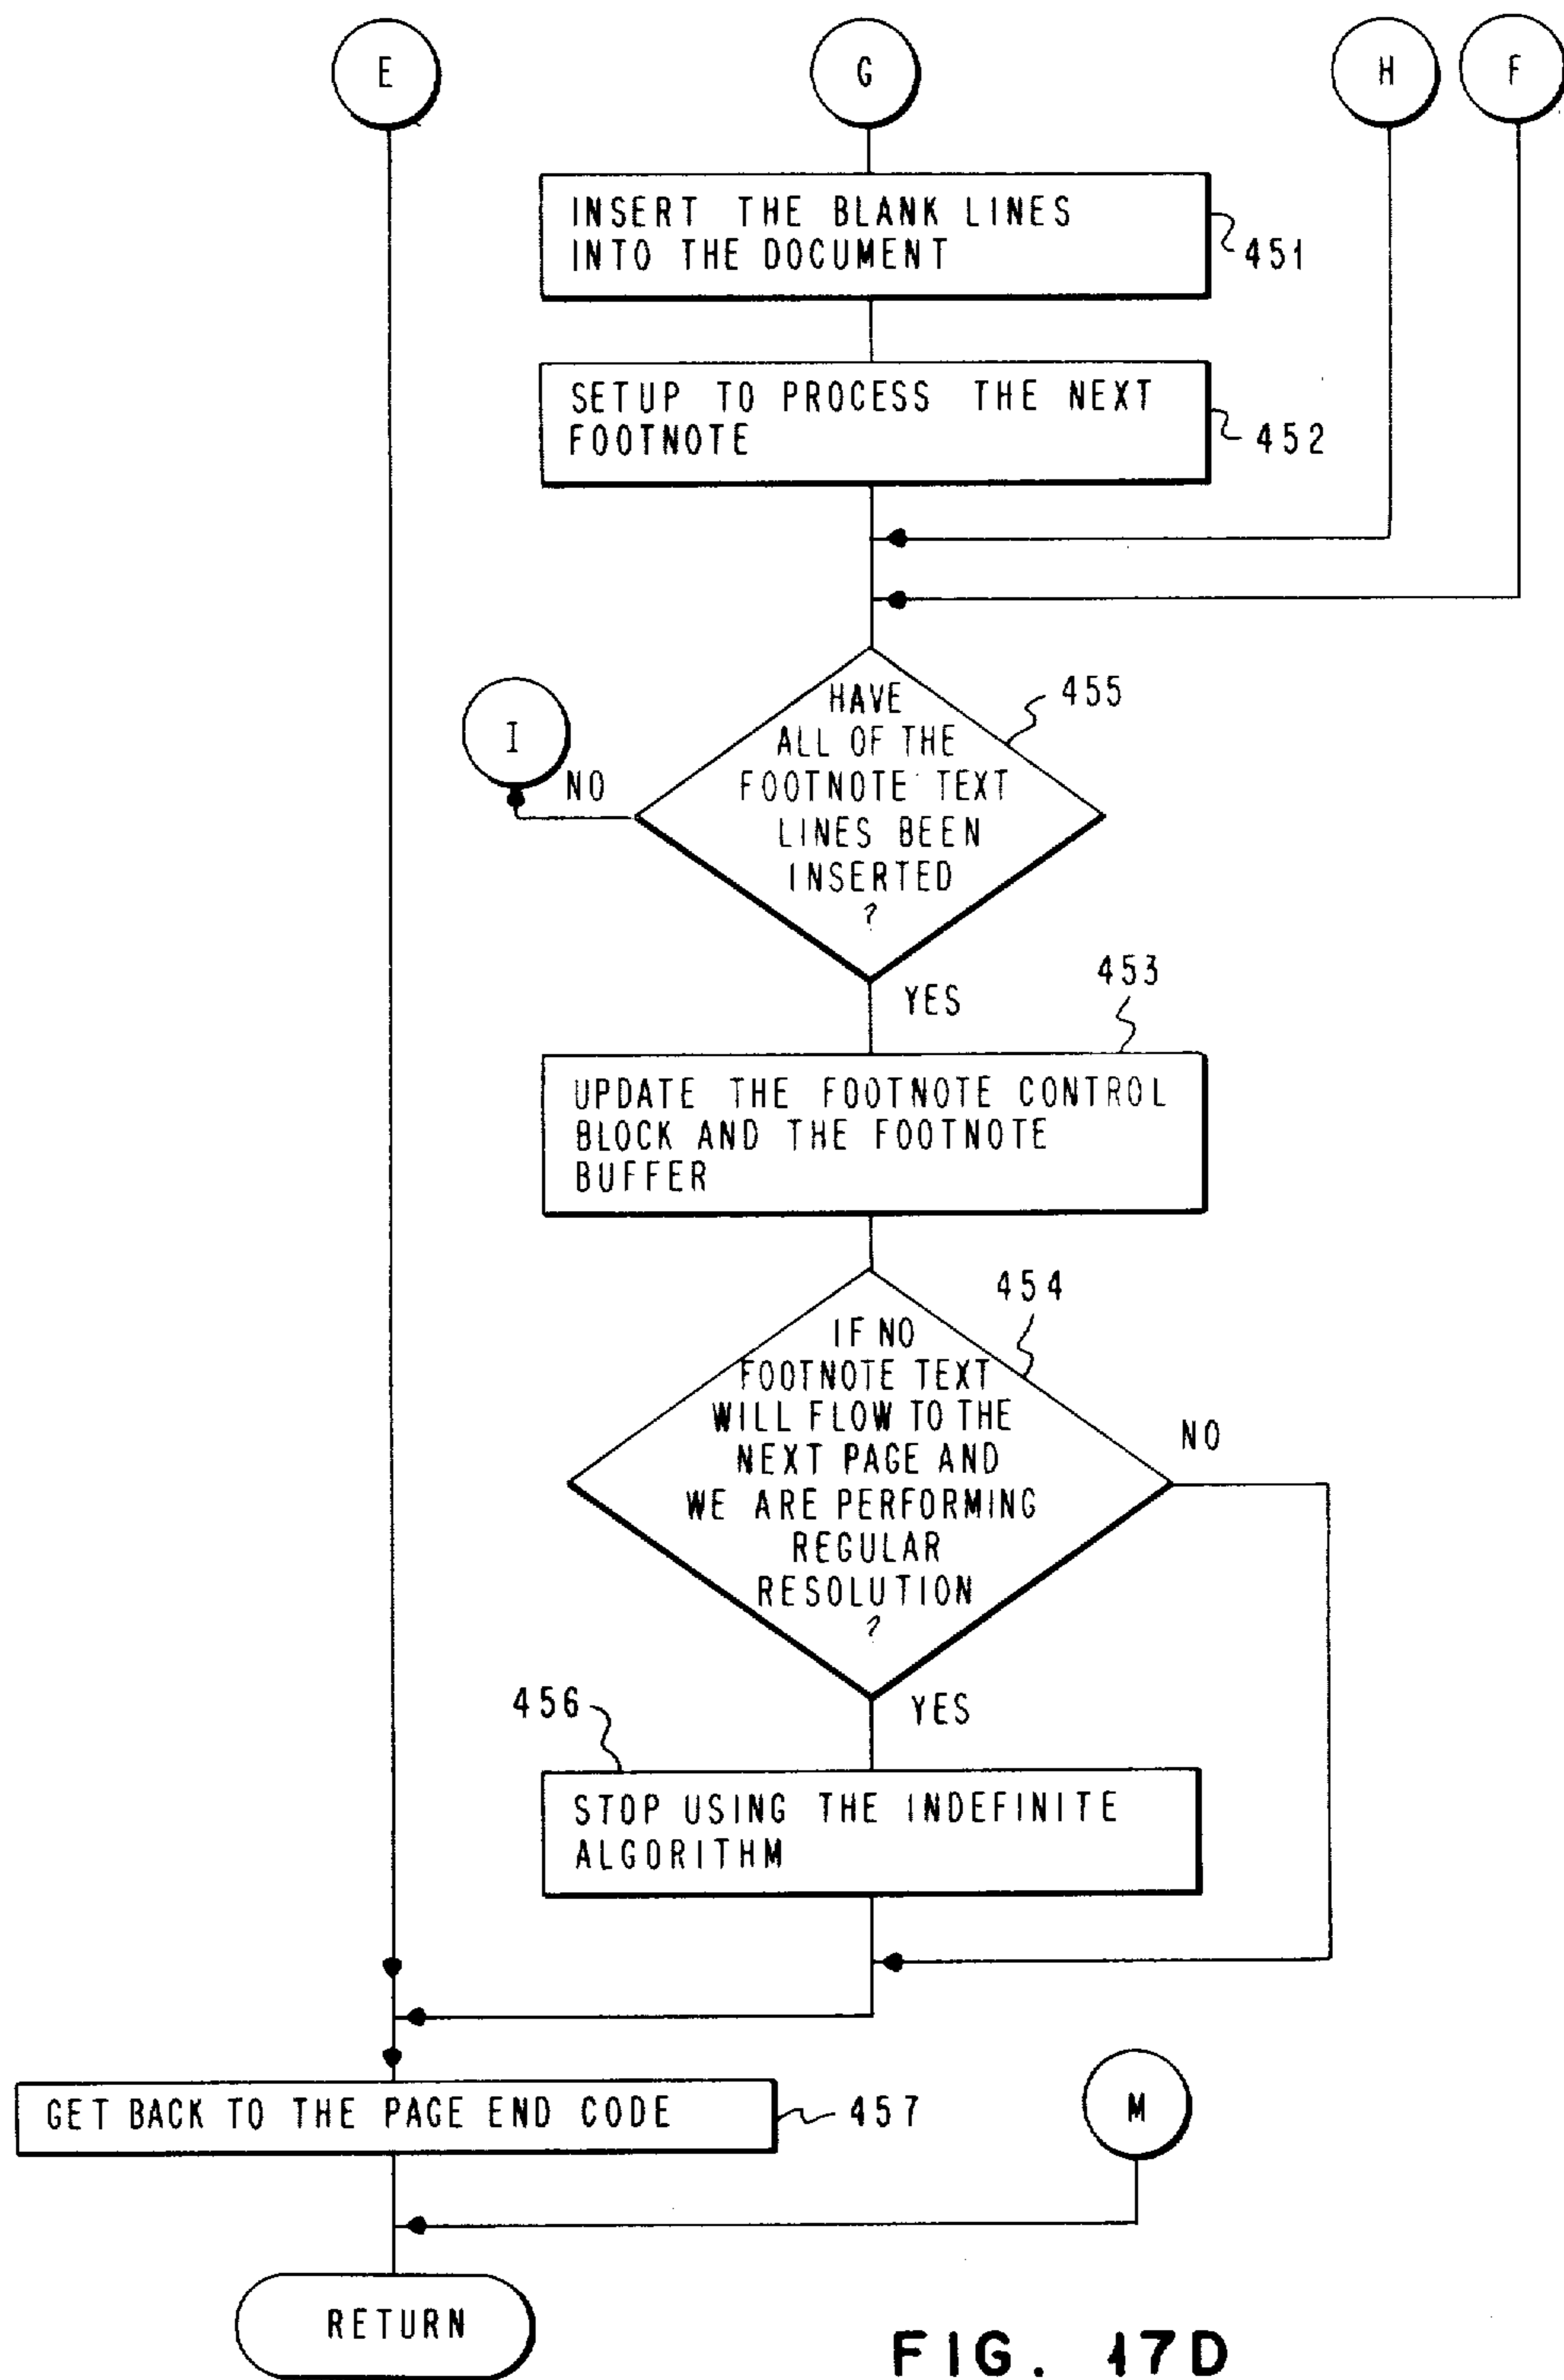 E
G
H
F
INSERT THE BLANK LINES
INTO THE DOCUMENT
451
SETUP TO PROCESS THE NEXT
FOOTNOTE
452
I
NO
HAVE
ALL OF THE
FOOTNOTE TEXT
LINES BEEN
INSERTED
?
455
YES
453
UPDATE THE FOOTNOTE CONTROL
BLOCK AND THE FOOTNOTE
BUFFER
454
IF NO
FOOTNOTE TEXT
WILL FLOW TO THE
NEXT PAGE AND
WE ARE PERFORMING
REGULAR
RESOLUTION
?
NO
YES
456
STOP USING THE INDEFINITE
ALGORITHM
GET BACK TO THE PAGE END CODE
457
M
RETURN
FIG. 17D